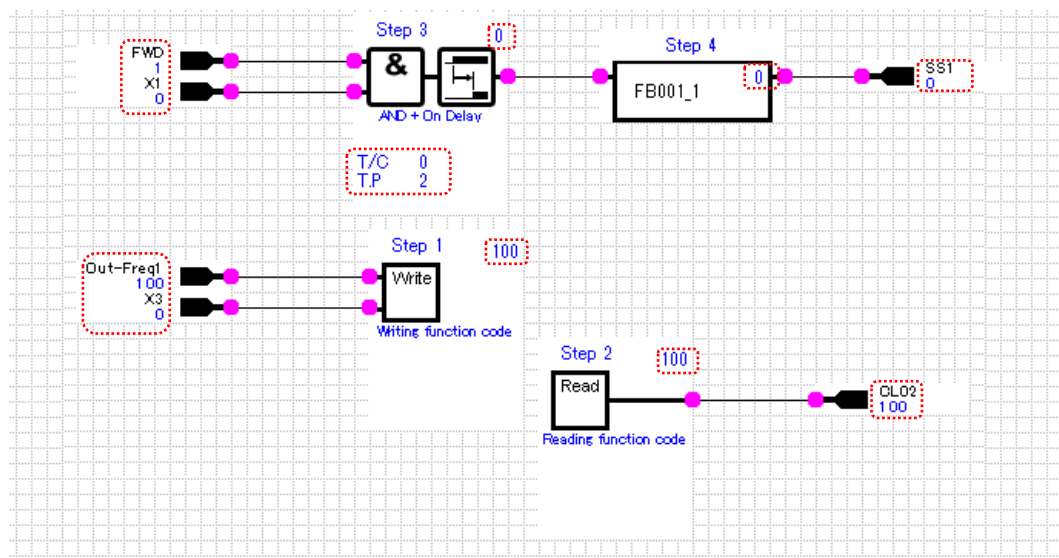 Step 3
0
Step 4
FWD
1
X1
0
&
0
FB001_1
SS1
0
AND + On Delay
T/C 0
T.P 2
Step 1
100
Out-Freq1
100
X3
0
Write
Writing function code
Step 2
100
Read
CL02
100
Reading function code